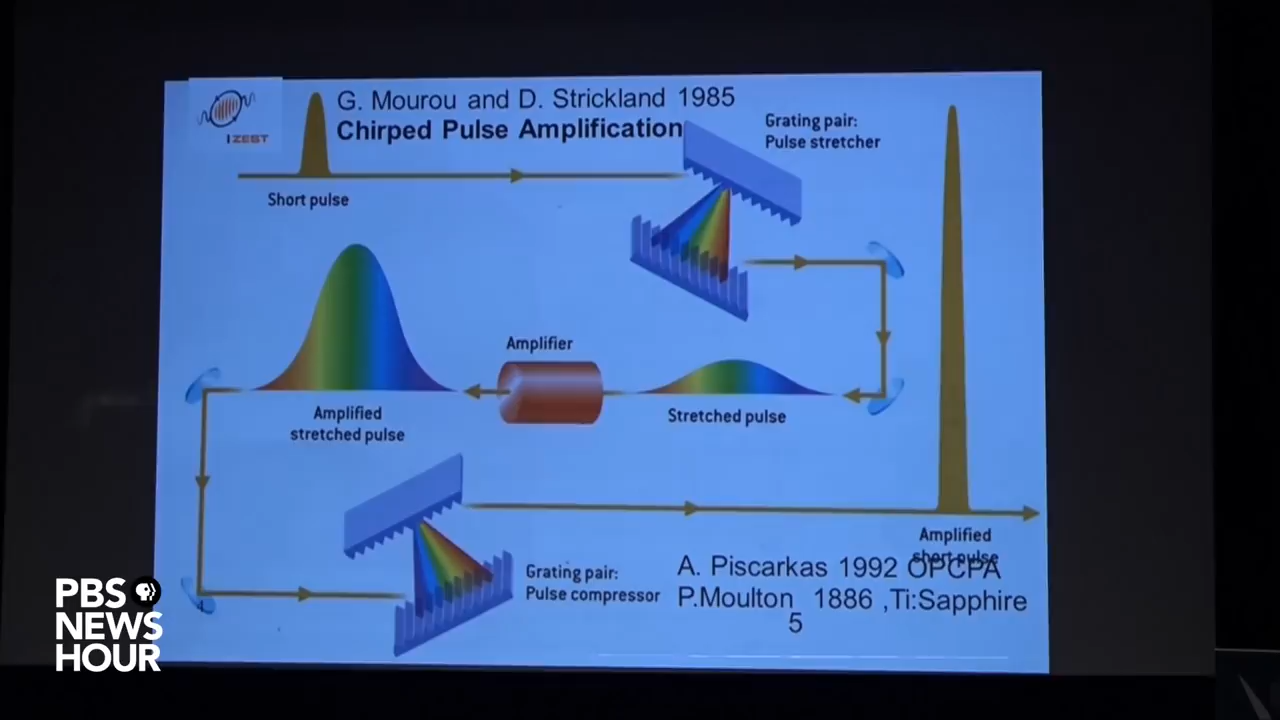 G. Mourou and D. Strickland 1985
Chirped Pulse Amplification
iZEST
Short pulse
Grating pair:
Pulse stretcher
Amplifier
Stretched pulse
Amplified
stretched pulse
Grating pair:
Pulse compressor
Amplified
short pulse
A. Piscarkas 1992 OPCPA
P.Moulton 1886 ,Ti:Sapphire
5
PBS
NEWS
HOUR